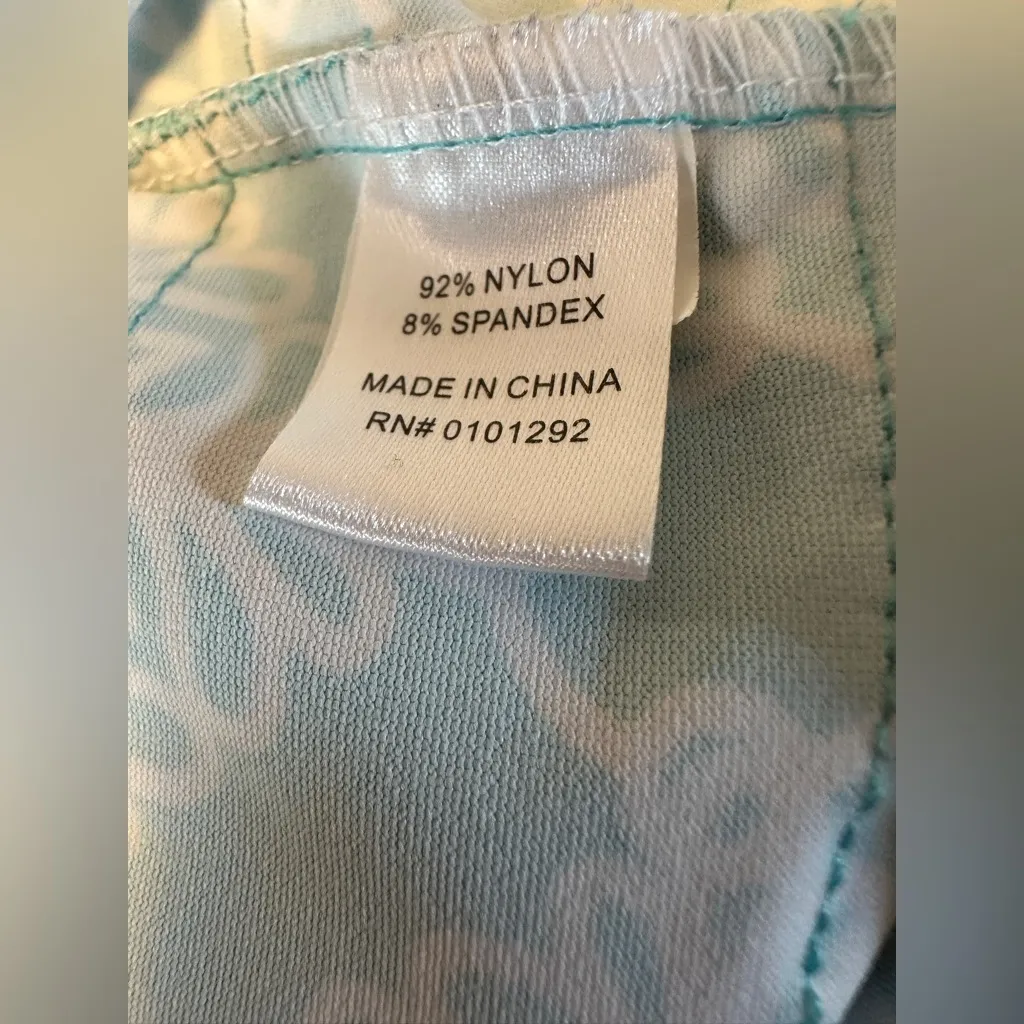 92% NYLON
8% SPANDEX
MADE IN CHINA
RN# 0101292